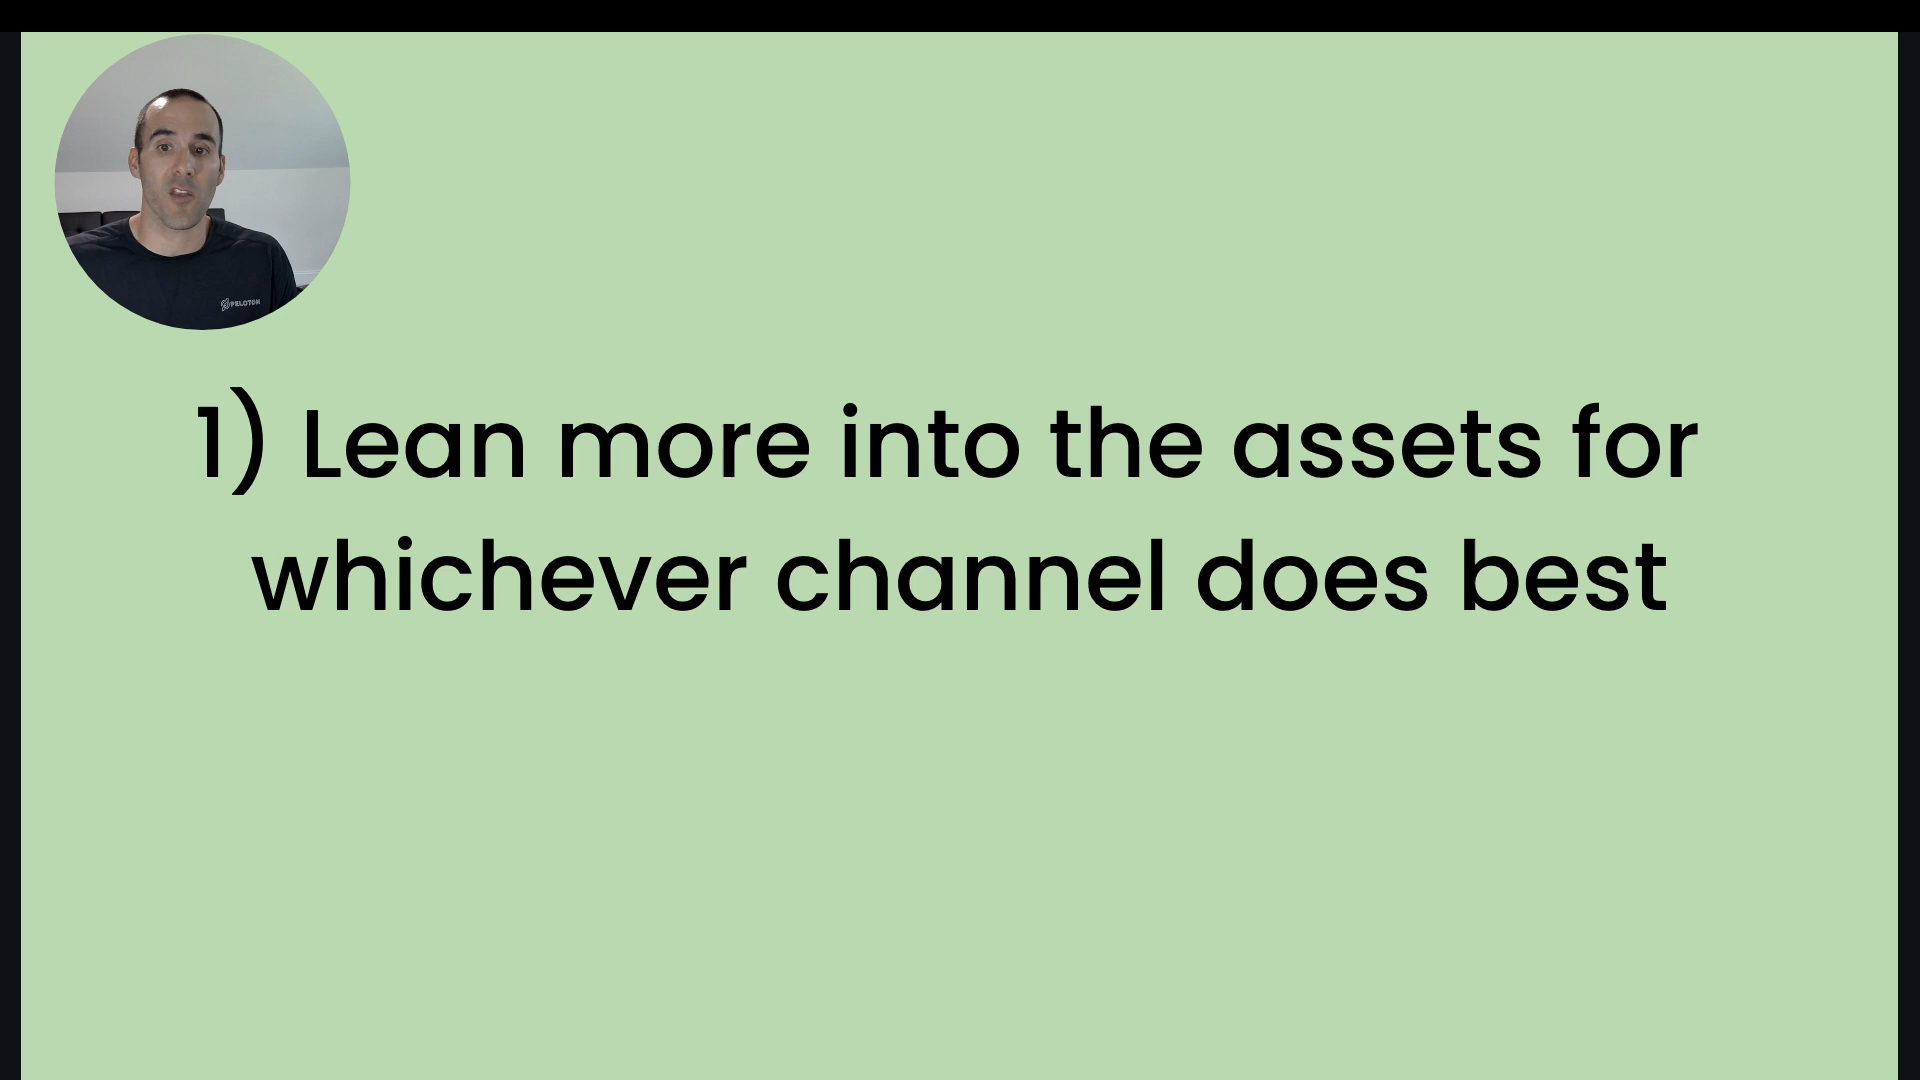 PELOTON
1) Lean more into the assets for
whichever channel does best